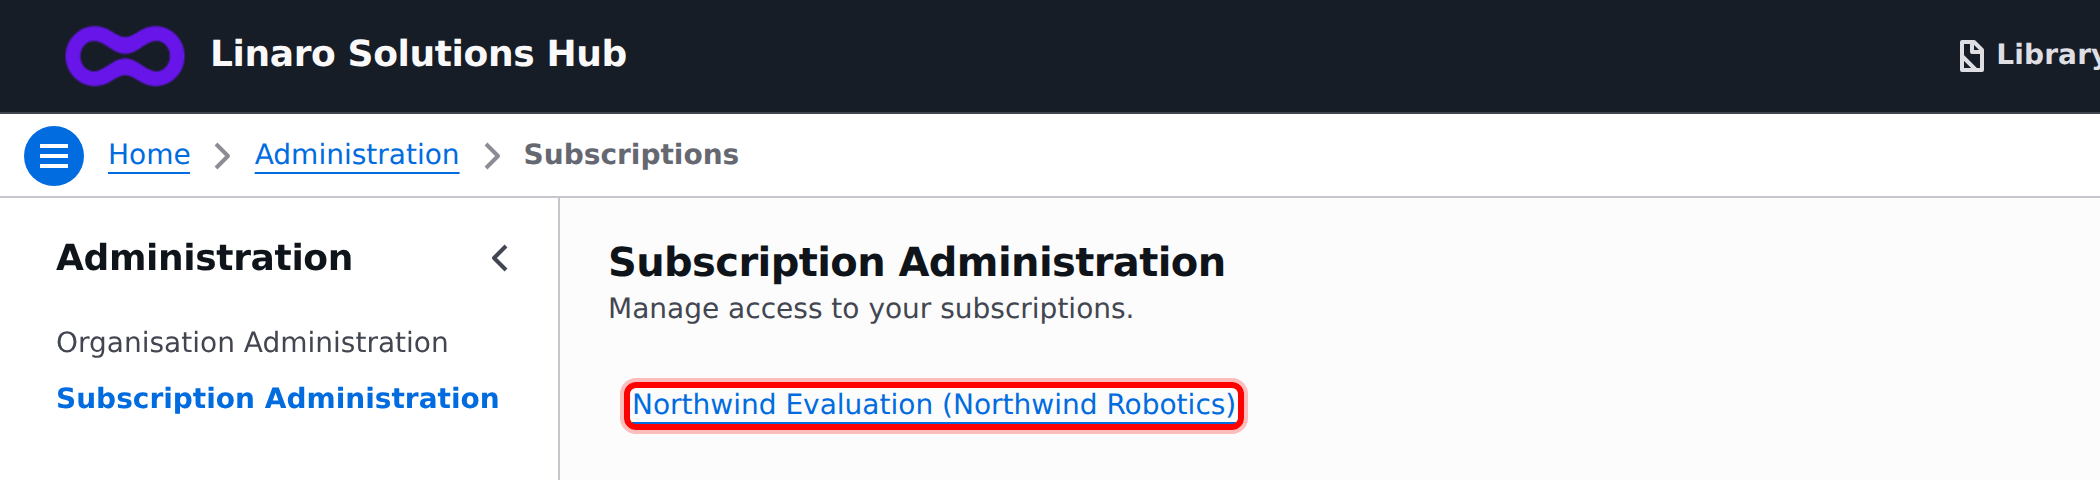 Linaro Solutions Hub
Library
Home
Administration
Subscriptions
Administration
Organisation Administration
Subscription Administration
Subscription Administration
Manage access to your subscriptions.
Northwind Evaluation (Northwind Robotics)